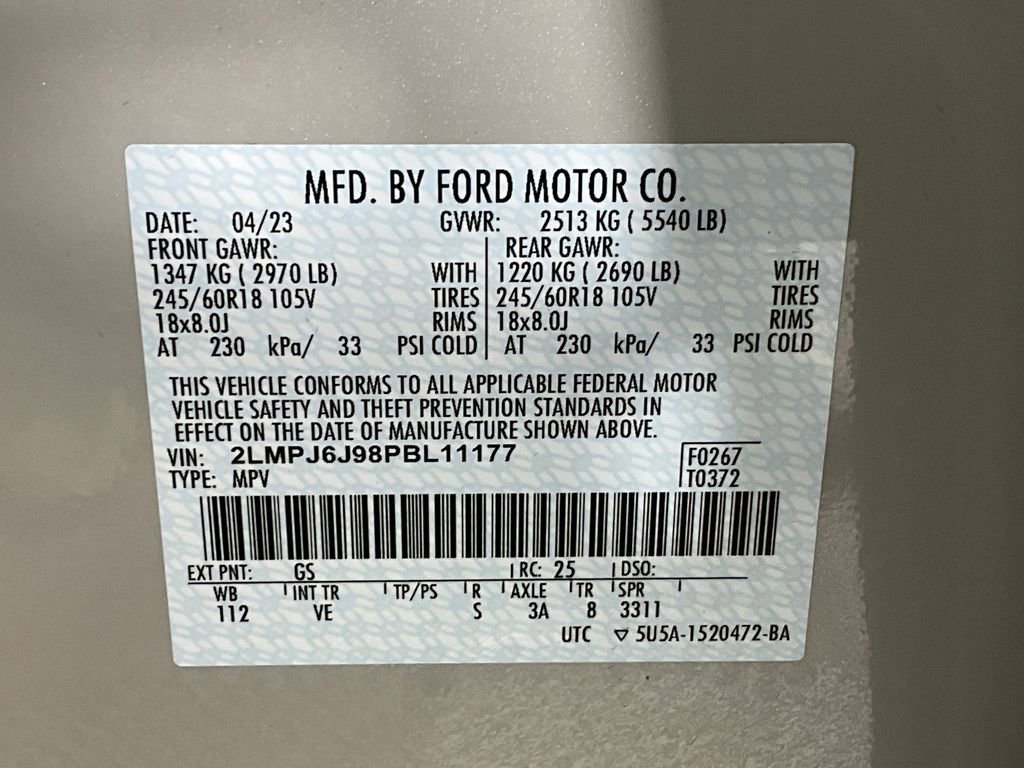 MFD. BY FORD MOTOR CO.
DATE: 04/23 GVWR: 2513 KG ( 5540 LB)
FRONT GAWR: REAR GAWR:
1347 KG ( 2970 LB) WITH 1220 KG ( 2690 LB) WITH
245/60R18 105V TIRES 245/60R18 105V TIRES
18x8.0J RIMS 18x8.0J RIMS
AT 230 kPa/ 33 PSI COLD AT 230 kPa/ 33 PSI COLD
THIS VEHICLE CONFORMS TO ALL APPLICABLE FEDERAL MOTOR
VEHICLE SAFETY AND THEFT PREVENTION STANDARDS IN
EFFECT ON THE DATE OF MANUFACTURE SHOWN ABOVE.
VIN: 2LMPJ6J98PBL11177 F0267
TYPE: MPV T0372
EXT PNT: GS RC: 25 DSO:
WB INT TR TP/PS R AXLE TR SPR
112 VE S 3A 8 3311
UTC ▽ 5U5A-1520472-BA